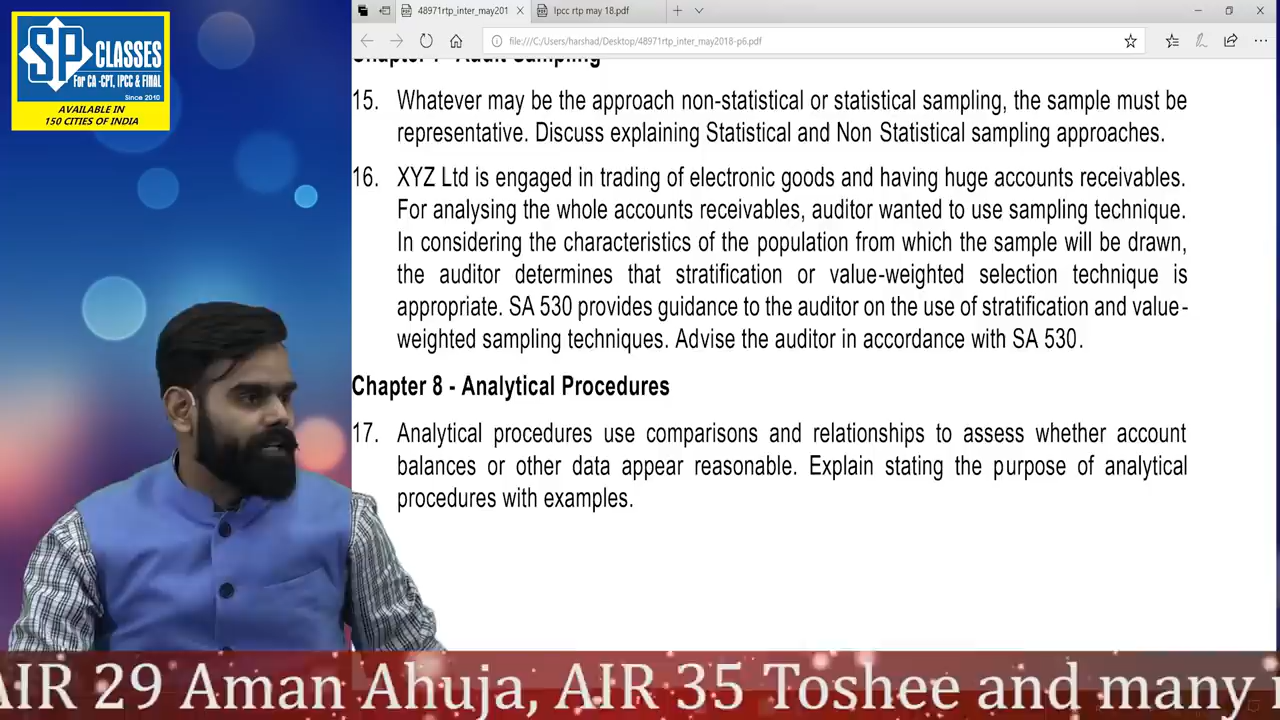 SP
CLASSES
For CA -CPT, IPCC & FINAL
Since 2010
AVAILABLE IN
150 CITIES OF INDIA
48971rtp_inter_may201
Ipcc rtp may 18.pdf
file:///C:/Users/harshad/Desktop/48971rtp_inter_may2018-p6.pdf
Audit Sampling
15. Whatever may be the approach non-statistical or statistical sampling, the sample must be
representative. Discuss explaining Statistical and Non Statistical sampling approaches.
16. XYZ Ltd is engaged in trading of electronic goods and having huge accounts receivables.
For analysing the whole accounts receivables, auditor wanted to use sampling technique.
In considering the characteristics of the population from which the sample will be drawn,
the auditor determines that stratification or value-weighted selection technique is
appropriate. SA 530 provides guidance to the auditor on the use of stratification and value-
weighted sampling techniques. Advise the auditor in accordance with SA 530.
Chapter 8 - Analytical Procedures
17. Analytical procedures use comparisons and relationships to assess whether account
balances or other data appear reasonable. Explain stating the purpose of analytical
procedures with examples.
AIR 29 Aman Ahuja, AIR 35 Toshee and many